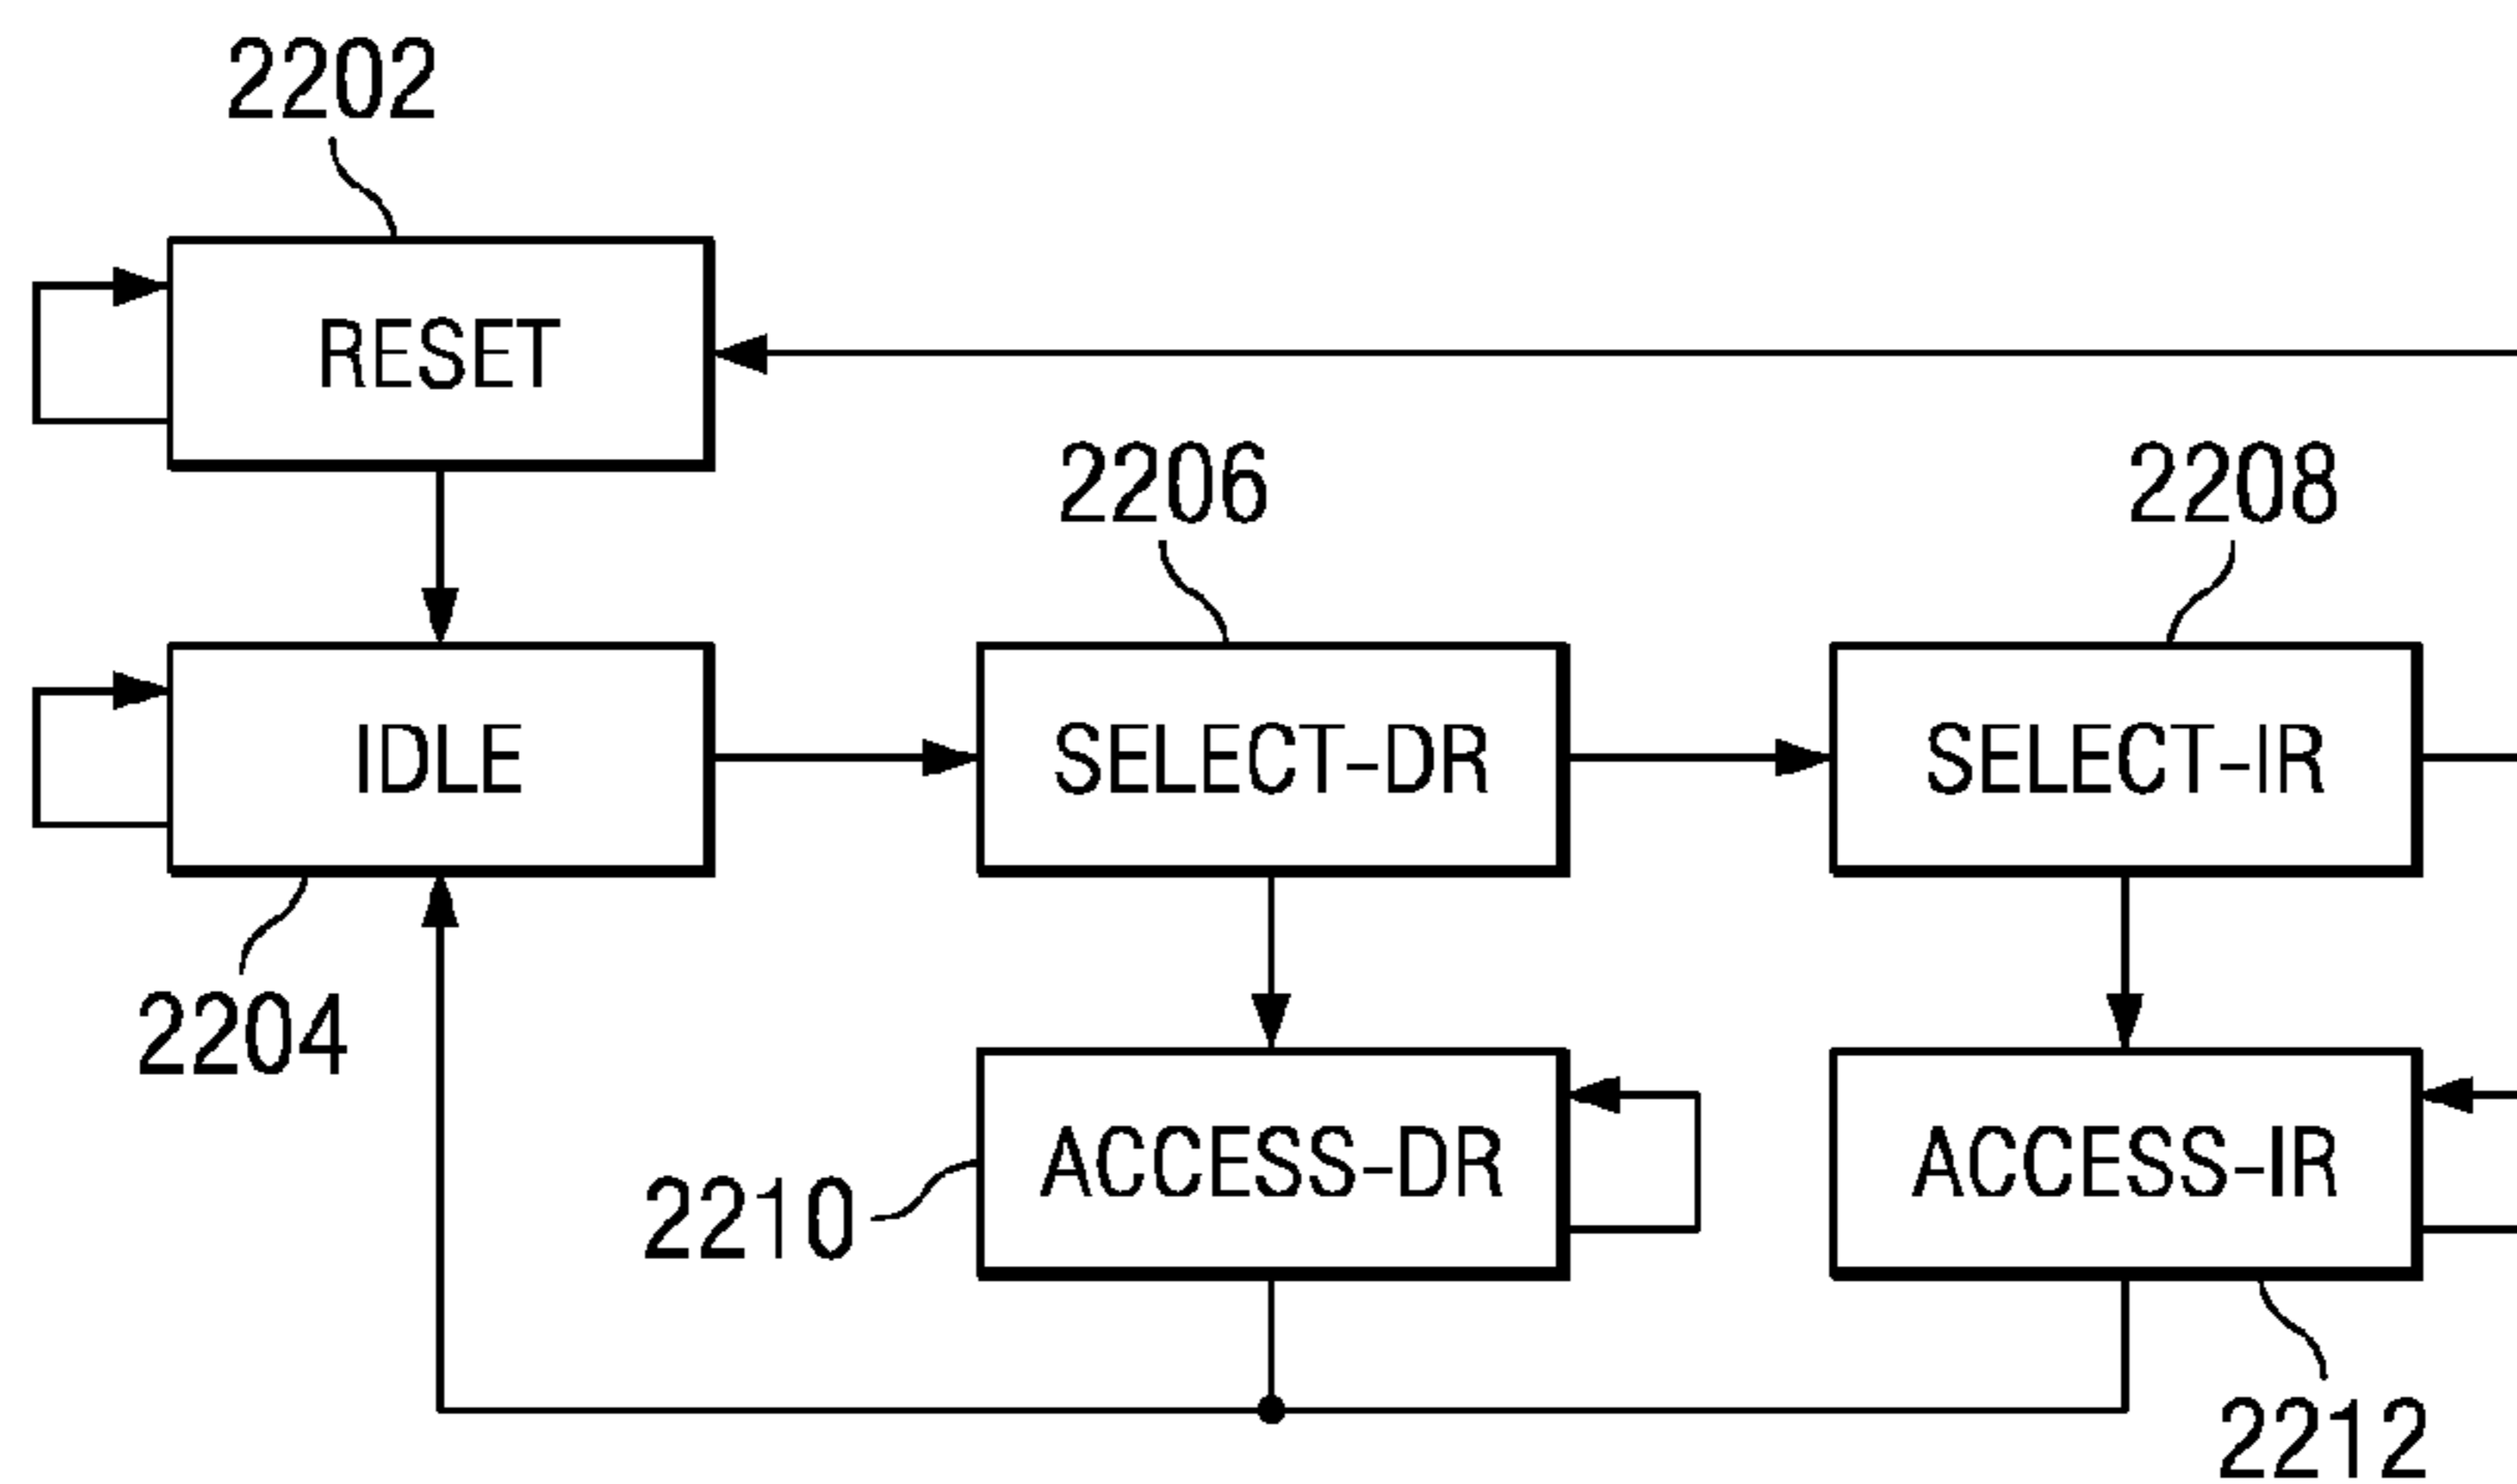 2202
RESET
2206
2208
IDLE
SELECT-DR
SELECT-IR
2204
ACCESS-DR
ACCESS-IR
2210
2212